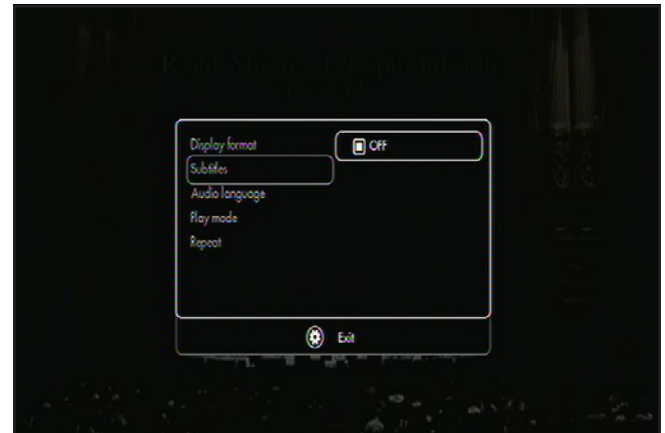 Display format
OFF
Subtitles
Audio language
Play mode
Repeat
Exit